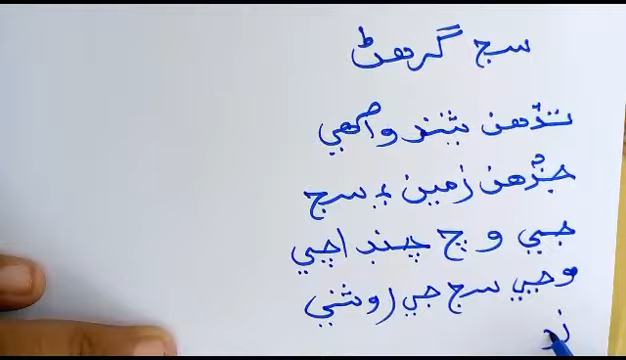 سج گرهڻ
تڏهن ٿيندو آهي
جڏهن زمين ۽ سج
جي وچ چنڊ اچي
وڃي سج جي روشني